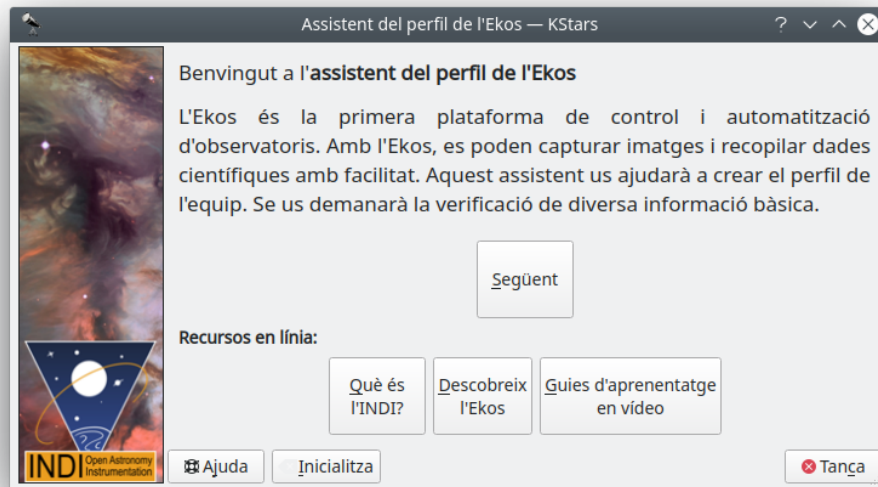 Assistent del perfil de l'Ekos — KStars
Benvingut a l'assistent del perfil de l'Ekos
L'Ekos és la primera plataforma de control i automatització
d'observatoris. Amb l'Ekos, es poden capturar imatges i recopilar dades
científiques amb facilitat. Aquest assistent us ajudarà a crear el perfil de
l'equip. Se us demanarà la verificació de diversa informació bàsica.
Següent
Recursos en línia:
Què és
l'INDI?
Descobreix
l'Ekos
Guies d'aprenentatge
en vídeo
INDI
Open Astronomy
Instrumentation
Ajuda
Inicialitza
Tanca